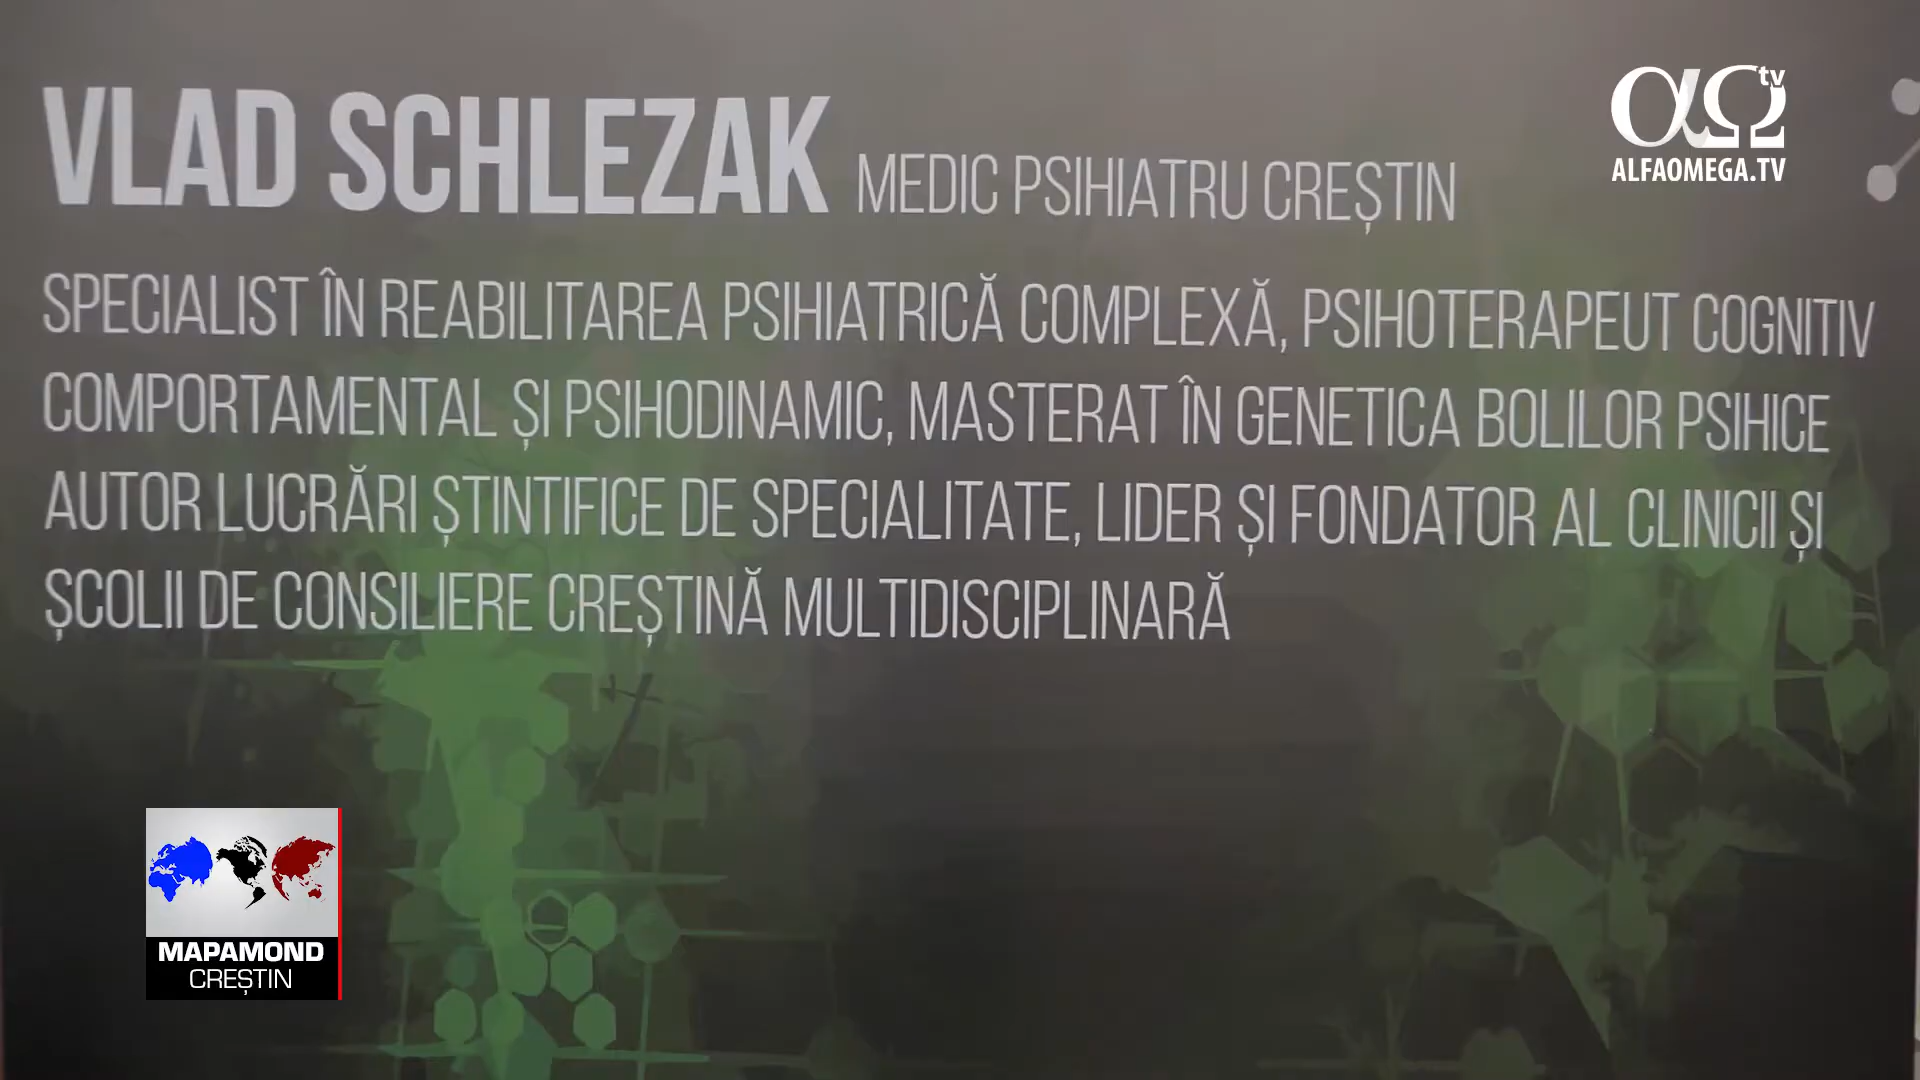 VLAD SCHLEZAK MEDIC PSIHIATRU CREȘTIN
SPECIALIST ÎN REABILITAREA PSIHIATRICĂ COMPLEXĂ, PSIHOTERAPEUT COGNITIV
COMPORTAMENTAL ȘI PSIHODINAMIC, MASTERAT ÎN GENETICA BOLILOR PSIHICE
AUTOR LUCRĂRI ȘTINTIFICE DE SPECIALITATE, LIDER ȘI FONDATOR AL CLINICII ȘI
ȘCOLII DE CONSILIERE CREȘTINĂ MULTIDISCIPLINARĂ
αΩ tv
ALFAOMEGA.TV
MAPAMOND
CREȘTIN